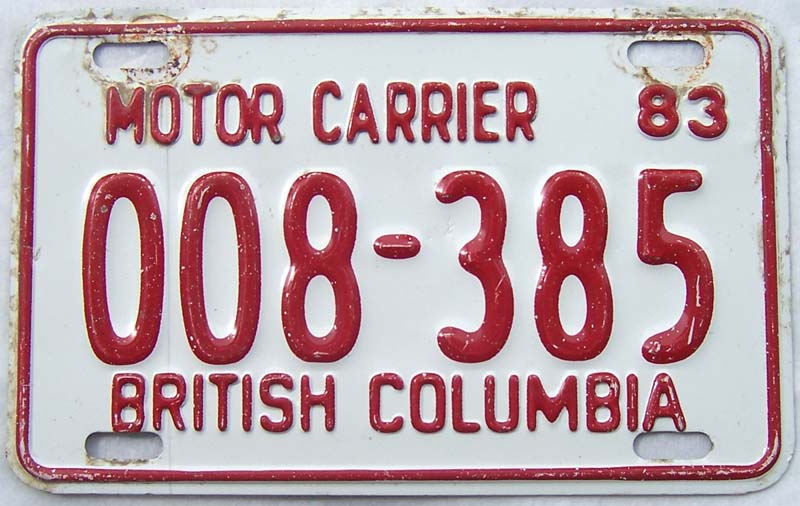 MOTOR CARRIER 83
008-385
BRITISH COLUMBIA